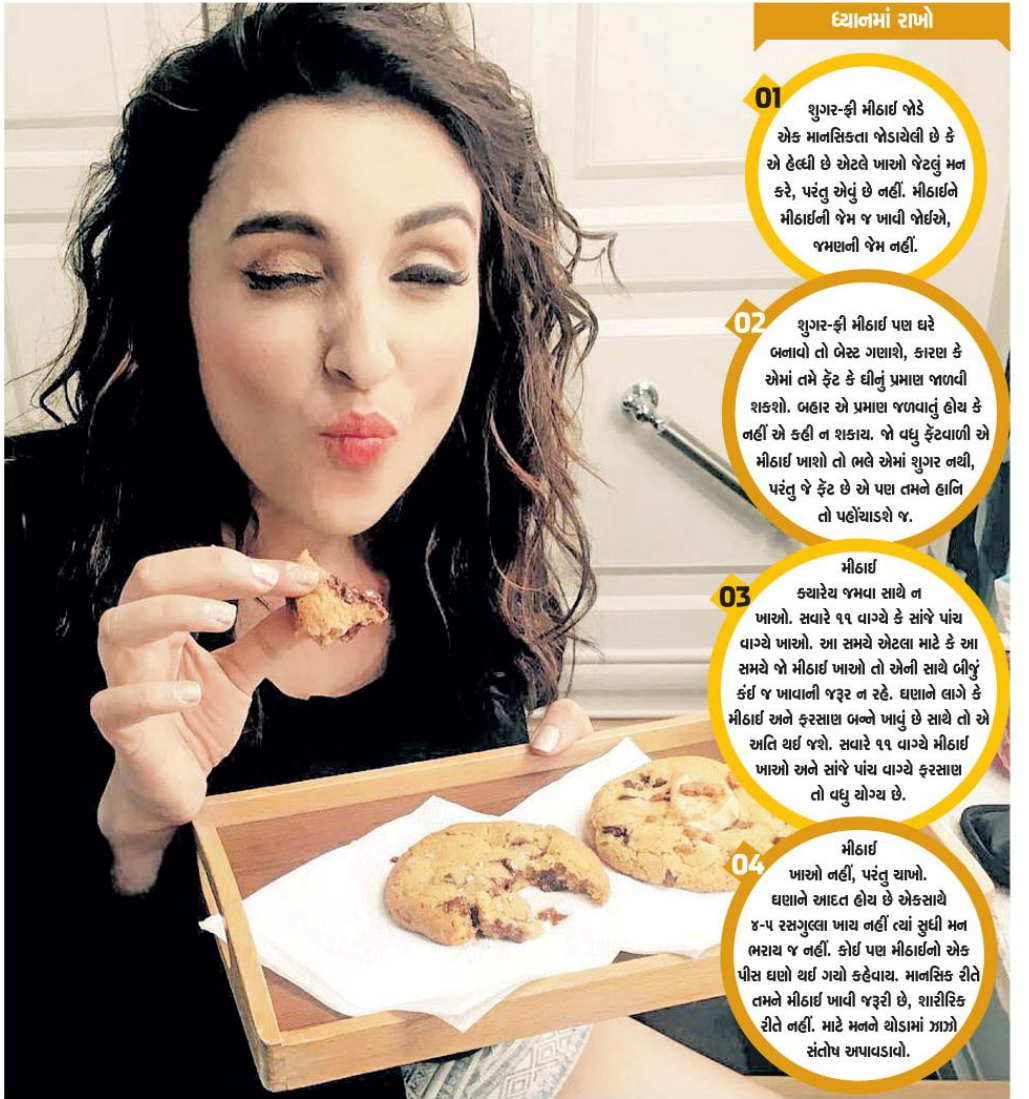 ધ્યાનમાં રાખો
01
શુગર-ફ્રી મીઠાઈ જોડે
એક માનસિકતા જોડાયેલી છે કે
એ હેલ્ધી છે એટલે ખાઓ જેટલું મન
કરે, પરંતુ એવું છે નહીં. મીઠાઈને
મીઠાઈની જેમ જ ખાવી જોઈએ,
જમણની જેમ નહીં.
02
શુગર-ફ્રી મીઠાઈ પણ ઘરે
બનાવો તો બેસ્ટ ગણાશે, કારણ કે
એમાં તમે ફૅટ કે ઘીનું પ્રમાણ જાળવી
શકશો. બહાર એ પ્રમાણ જળવાતું હોય કે
નહીં એ કહી ન શકાય. જો વધુ ફૅટવાળી એ
મીઠાઈ ખાશો તો ભલે એમાં શુગર નથી,
પરંતુ જે ફૅટ છે એ પણ તમને હાનિ
તો પહોંચાડશે જ.
03
મીઠાઈ
ક્યારેય જમવા સાથે ન
ખાઓ. સવારે ૧૧ વાગ્યે કે સાંજે પાંચ
વાગ્યે ખાઓ. આ સમયે એટલા માટે કે આ
સમયે જો મીઠાઈ ખાઓ તો એની સાથે બીજું
કંઈ જ ખાવાની જરૂર ન રહે. ઘણાને લાગે કે
મીઠાઈ અને ફરસાણ બન્ને ખાવું છે સાથે તો એ
અતિ થઈ જશે. સવારે ૧૧ વાગ્યે મીઠાઈ
ખાઓ અને સાંજે પાંચ વાગ્યે ફરસાણ
તો વધુ યોગ્ય છે.
04
મીઠાઈ
ખાઓ નહીં, પરંતુ ચાખો.
ઘણાને આદત હોય છે એકસાથે
૪-૫ રસગુલ્લા ખાય નહીં ત્યાં સુધી મન
ભરાય જ નહીં. કોઈ પણ મીઠાઈનો એક
પીસ ઘણો થઈ ગયો કહેવાય. માનસિક રીતે
તમને મીઠાઈ ખાવી જરૂરી છે, શારીરિક
રીતે નહીં. માટે મનને થોડામાં ઝાઝો
સંતોષ અપાવડાવો.